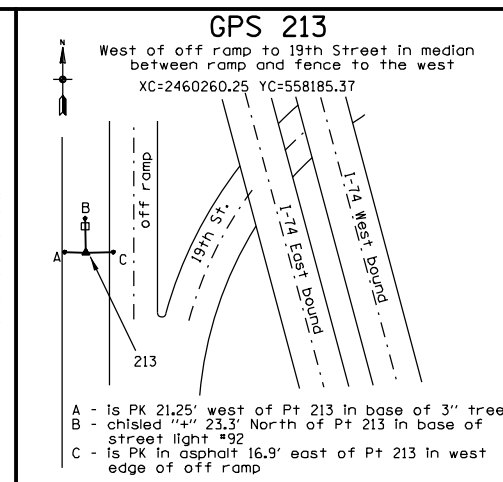 GPS 213
West of off ramp to 19th Street in median
between ramp and fence to the west
XC=2460260.25 YC=558185.37
N
off ramp
B
A
C
19th St.
I-74 East bound
I-74 West bound
213
A - is PK 21.25' west of Pt 213 in base of 3" tree
B - chisled "+" 23.3' North of Pt 213 in base of
street light #92
C - is PK in asphalt 16.9' east of Pt 213 in west
edge of off ramp